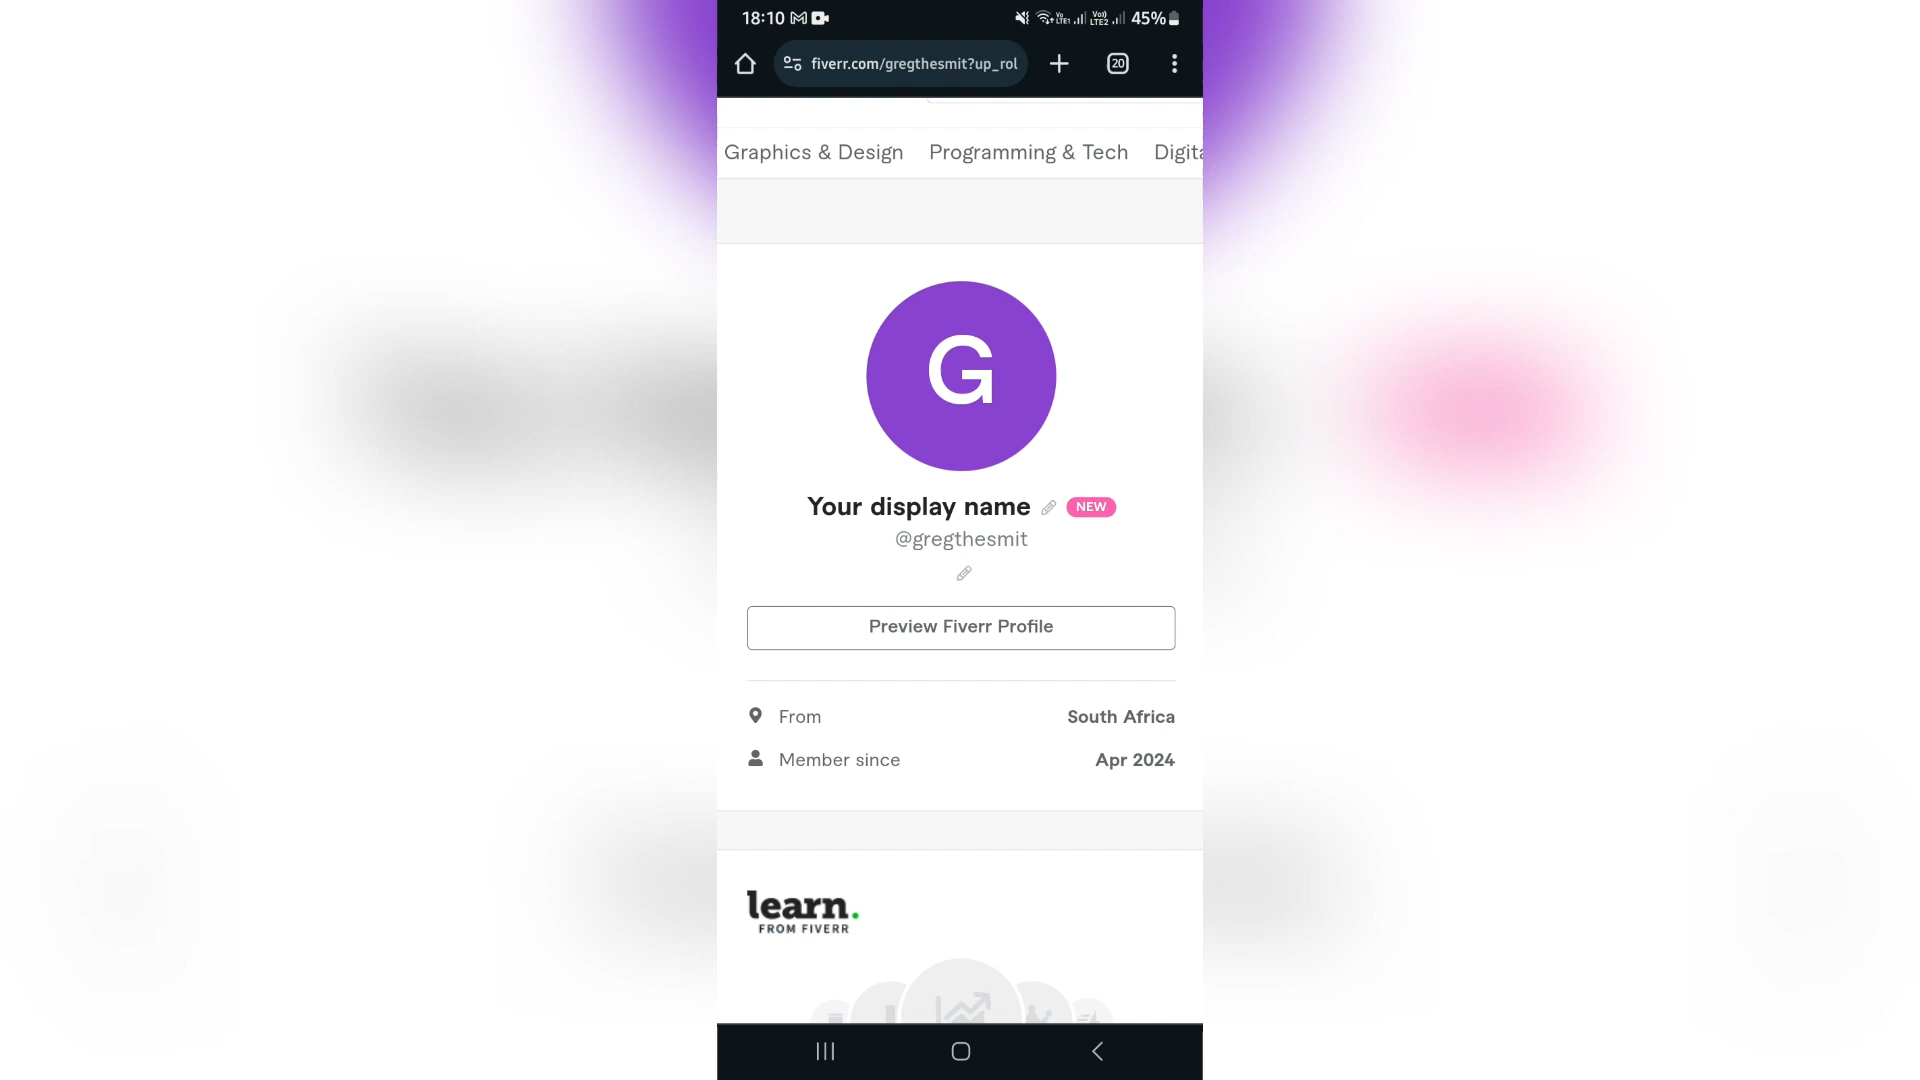 18:10 45%
fiverr.com/gregthesmit?up_rol 20
Graphics & Design Programming & Tech Digita
G
Your display name NEW
@gregthesmit
Preview Fiverr Profile
From South Africa
Member since Apr 2024
learn.
FROM FIVERR